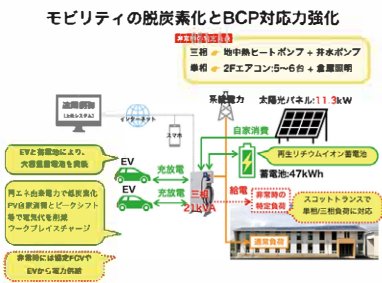 モビリティの脱炭素化とBCP対応力強化
非常時の特定負荷
三相 地中熱ヒートポンプ + 井水ポンプ
単相 2Fエアコン:5〜6台 + 倉庫照明
遠隔制御
インターネット
スマホ
系統電力
太陽光パネル:11.3kW
自家消費
EVと蓄電池により、
大容量蓄電池を実現
EV
充放電
EV
充放電
三相
21kVA
再生リチウムイオン蓄電池
蓄電池:47kWh
再エネ由来電力で低炭素化
PV自家消費とピークシフト
等で電気代を削減
ワークプレイスチャージ
給電
非常時の
特定負荷
スコットトランスで
単相/三相負荷に対応
非常時には FCVや
EVから電力供給
通常負荷